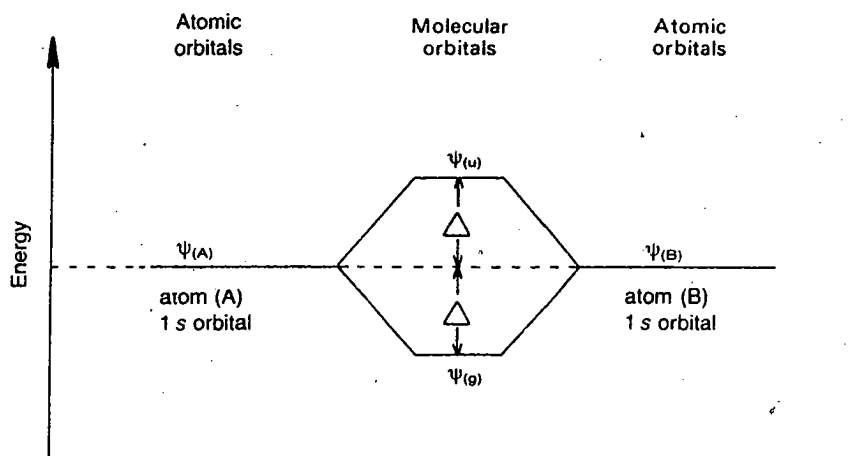 Atomic
orbitals
Molecular
orbitals
Atomic
orbitals
Energy
ψ(u)
△
ψ(A)
ψ(B)
atom (A)
1 s orbital
△
atom (B)
1 s orbital
ψ(g)